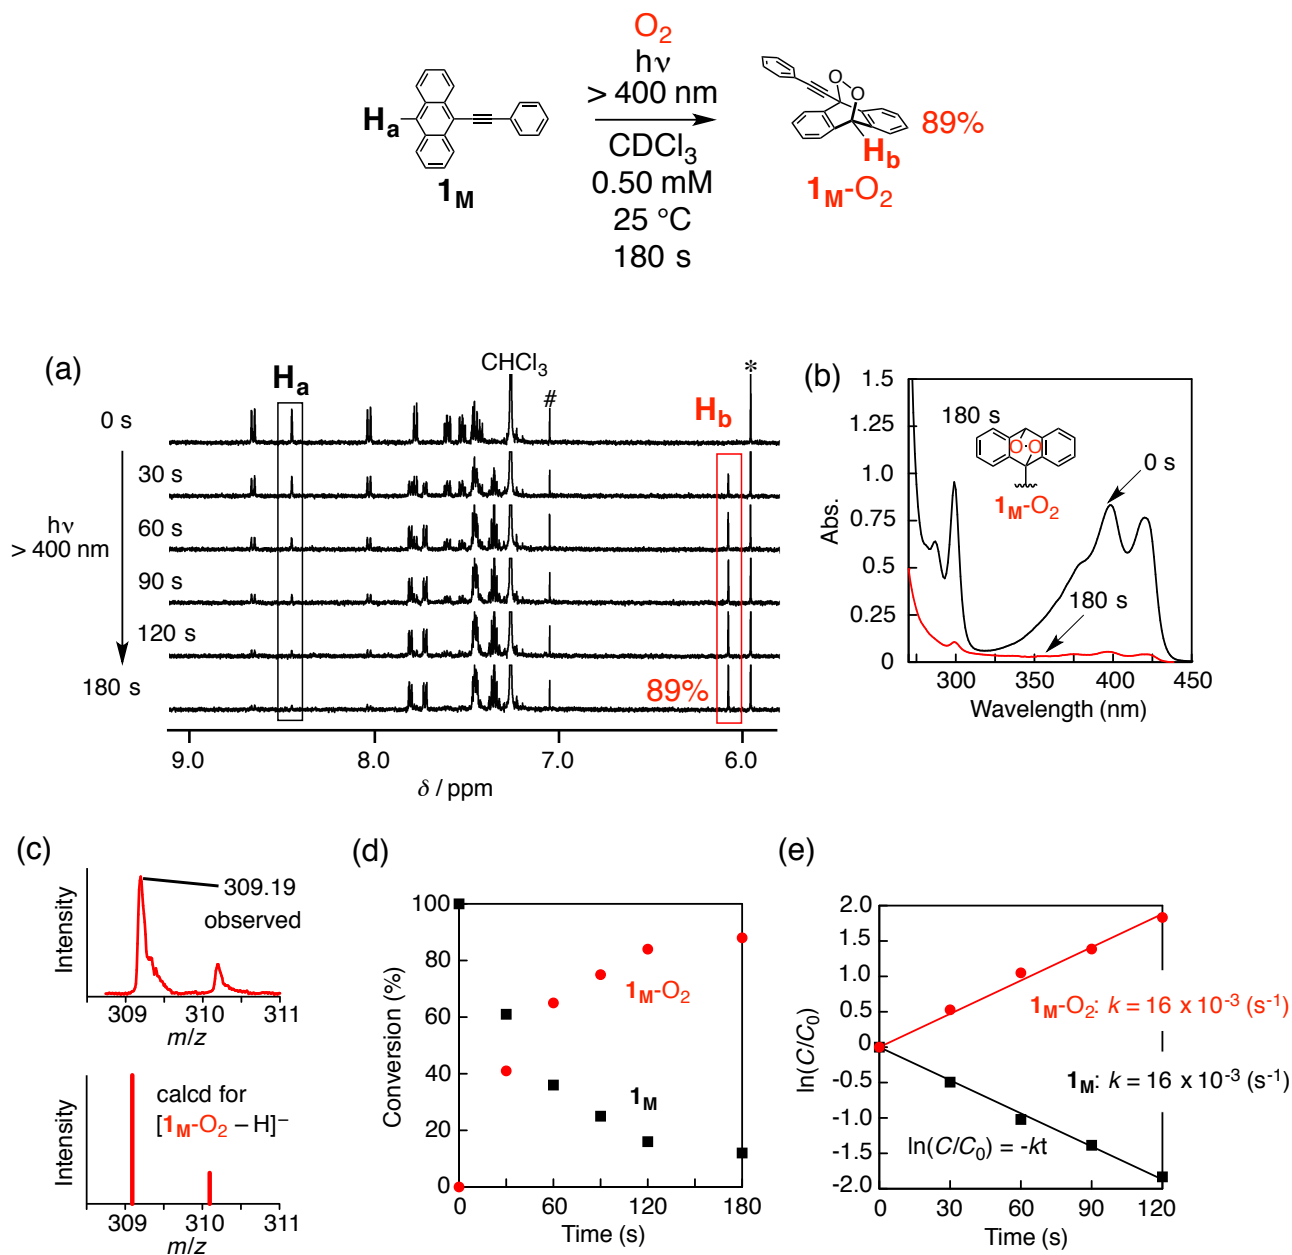 O2
hν
> 400 nm
CDCl3
0.50 mM
25 °C
180 s
Ha
1M
O
O
Hb
89%
1M-O2
(a)
Ha
CHCl3
#
*
Hb
0 s
30 s
60 s
90 s
120 s
180 s
hν
> 400 nm
89%
9.0 8.0 7.0 6.0
δ / ppm
(b)
1.5
1.25
1.0
0.75
0.5
0.25
0
Abs.
180 s
O O
1M-O2
0 s
180 s
300 350 400 450
Wavelength (nm)
(c)
Intensity
309.19
observed
309 310 311
m/z
Intensity
calcd for
[1M-O2 – H]–
309 310 311
m/z
(d)
100
80
60
40
20
0
Conversion (%)
1M-O2
1M
0 30 60 90 120 150 180
Time (s)
(e)
2.0
1.5
1.0
0.5
0
-0.5
-1.0
-1.5
-2.0
ln(C/C0)
1M-O2: k = 16 x 10-3 (s-1)
1M: k = 16 x 10-3 (s-1)
ln(C/C0) = -kt
0 30 60 90 120
Time (s)